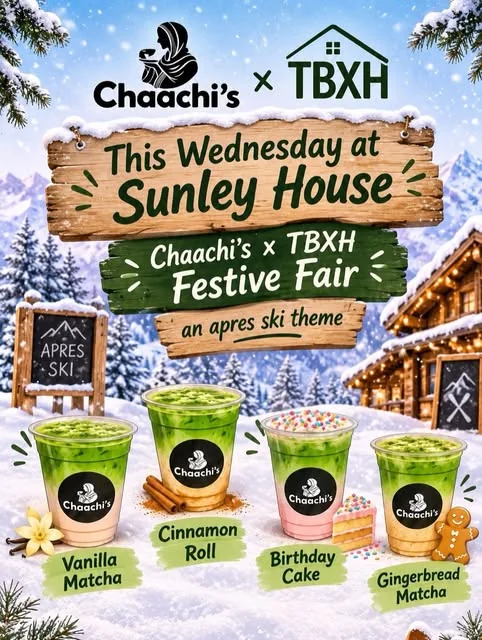 Chaachi's x TBXH
This Wednesday at
Sunley House
Chaachi's x TBXH
Festive Fair
an apres ski theme
APRES
SKI
Chaachi's
Chaachi's
Chaachi's
Chaachi's
Vanilla
Matcha
Cinnamon
Roll
Birthday
Cake
Gingerbread
Matcha